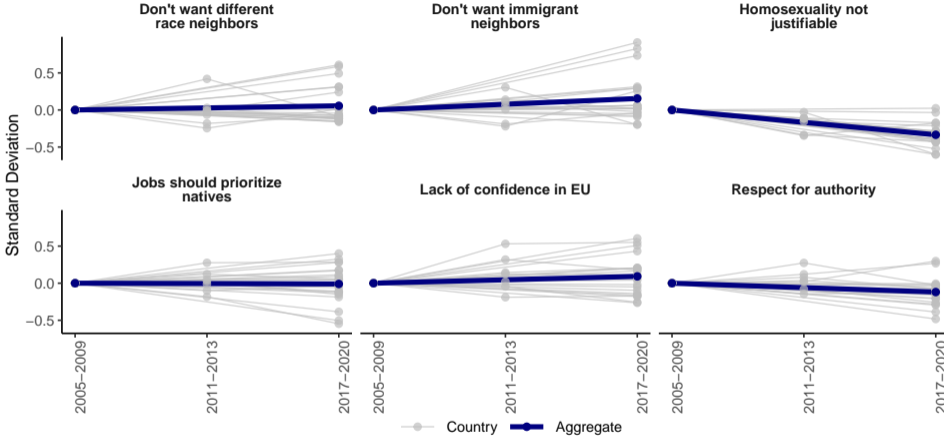 Don't want different
race neighbors
Don't want immigrant
neighbors
Homosexuality not
justifiable
0.5
0.0
−0.5
Jobs should prioritize
natives
Lack of confidence in EU
Respect for authority
0.5
0.0
−0.5
Standard Deviation
2005−2009
2011−2013
2017−2020
2005−2009
2011−2013
2017−2020
2005−2009
2011−2013
2017−2020
Country
Aggregate